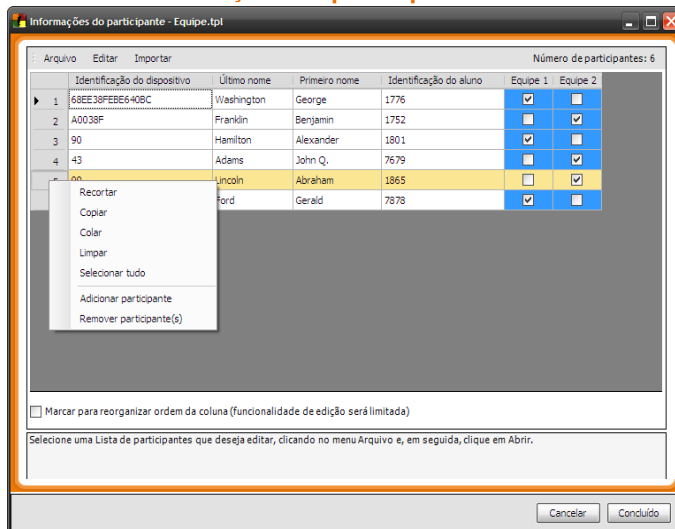 Informações do participante - Equipe.tpl
Arquivo Editar Importar Número de participantes: 6
Identificação do dispositivo Último nome Primeiro nome Identificação do aluno Equipe 1 Equipe 2
1 68EE38FEBE640BC Washington George 1776
2 A0038F Franklin Benjamin 1752
3 90 Hamilton Alexander 1801
4 43 Adams John Q. 7679
Lincoln Abraham 1865
Ford Gerald 7878
Recortar
Copiar
Colar
Limpar
Selecionar tudo
Adicionar participante
Remover participante(s)
Marcar para reorganizar ordem da coluna (funcionalidade de edição será limitada)
Selecione uma Lista de participantes que deseja editar, clicando no menu Arquivo e, em seguida, clique em Abrir.
Cancelar Concluído